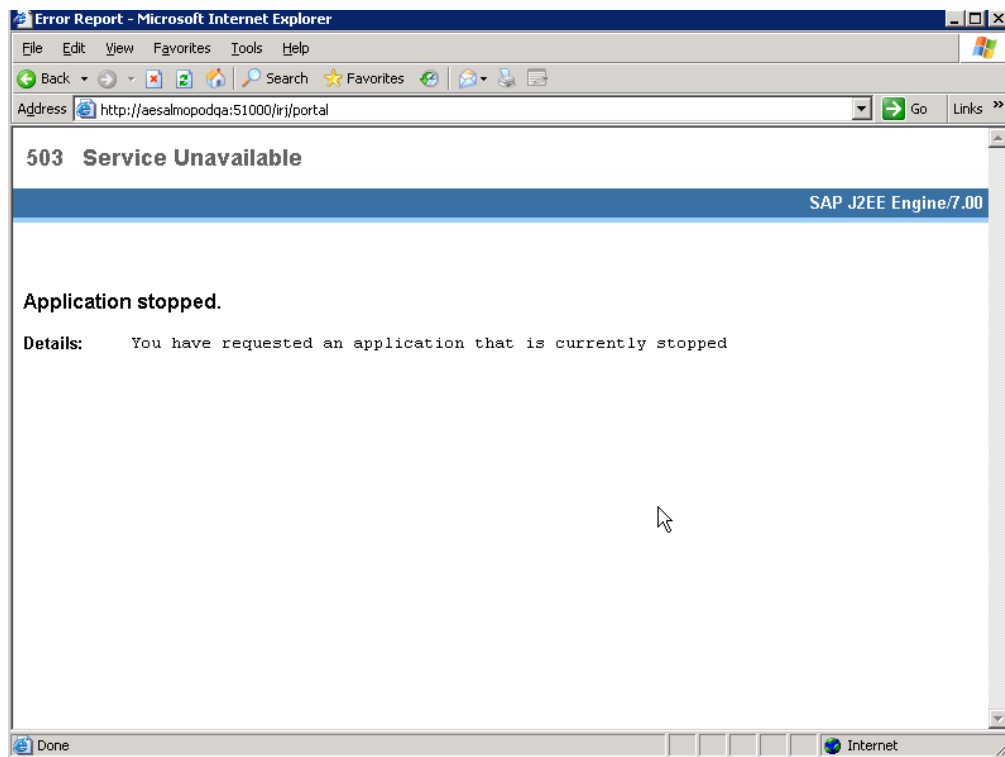 Error Report - Microsoft Internet Explorer
File Edit View Favorites Tools Help
Back Search Favorites
Address http://aesalmopodqa:51000/irj/portal Go Links »
503 Service Unavailable
SAP J2EE Engine/7.00
Application stopped.
Details: You have requested an application that is currently stopped
Done Internet